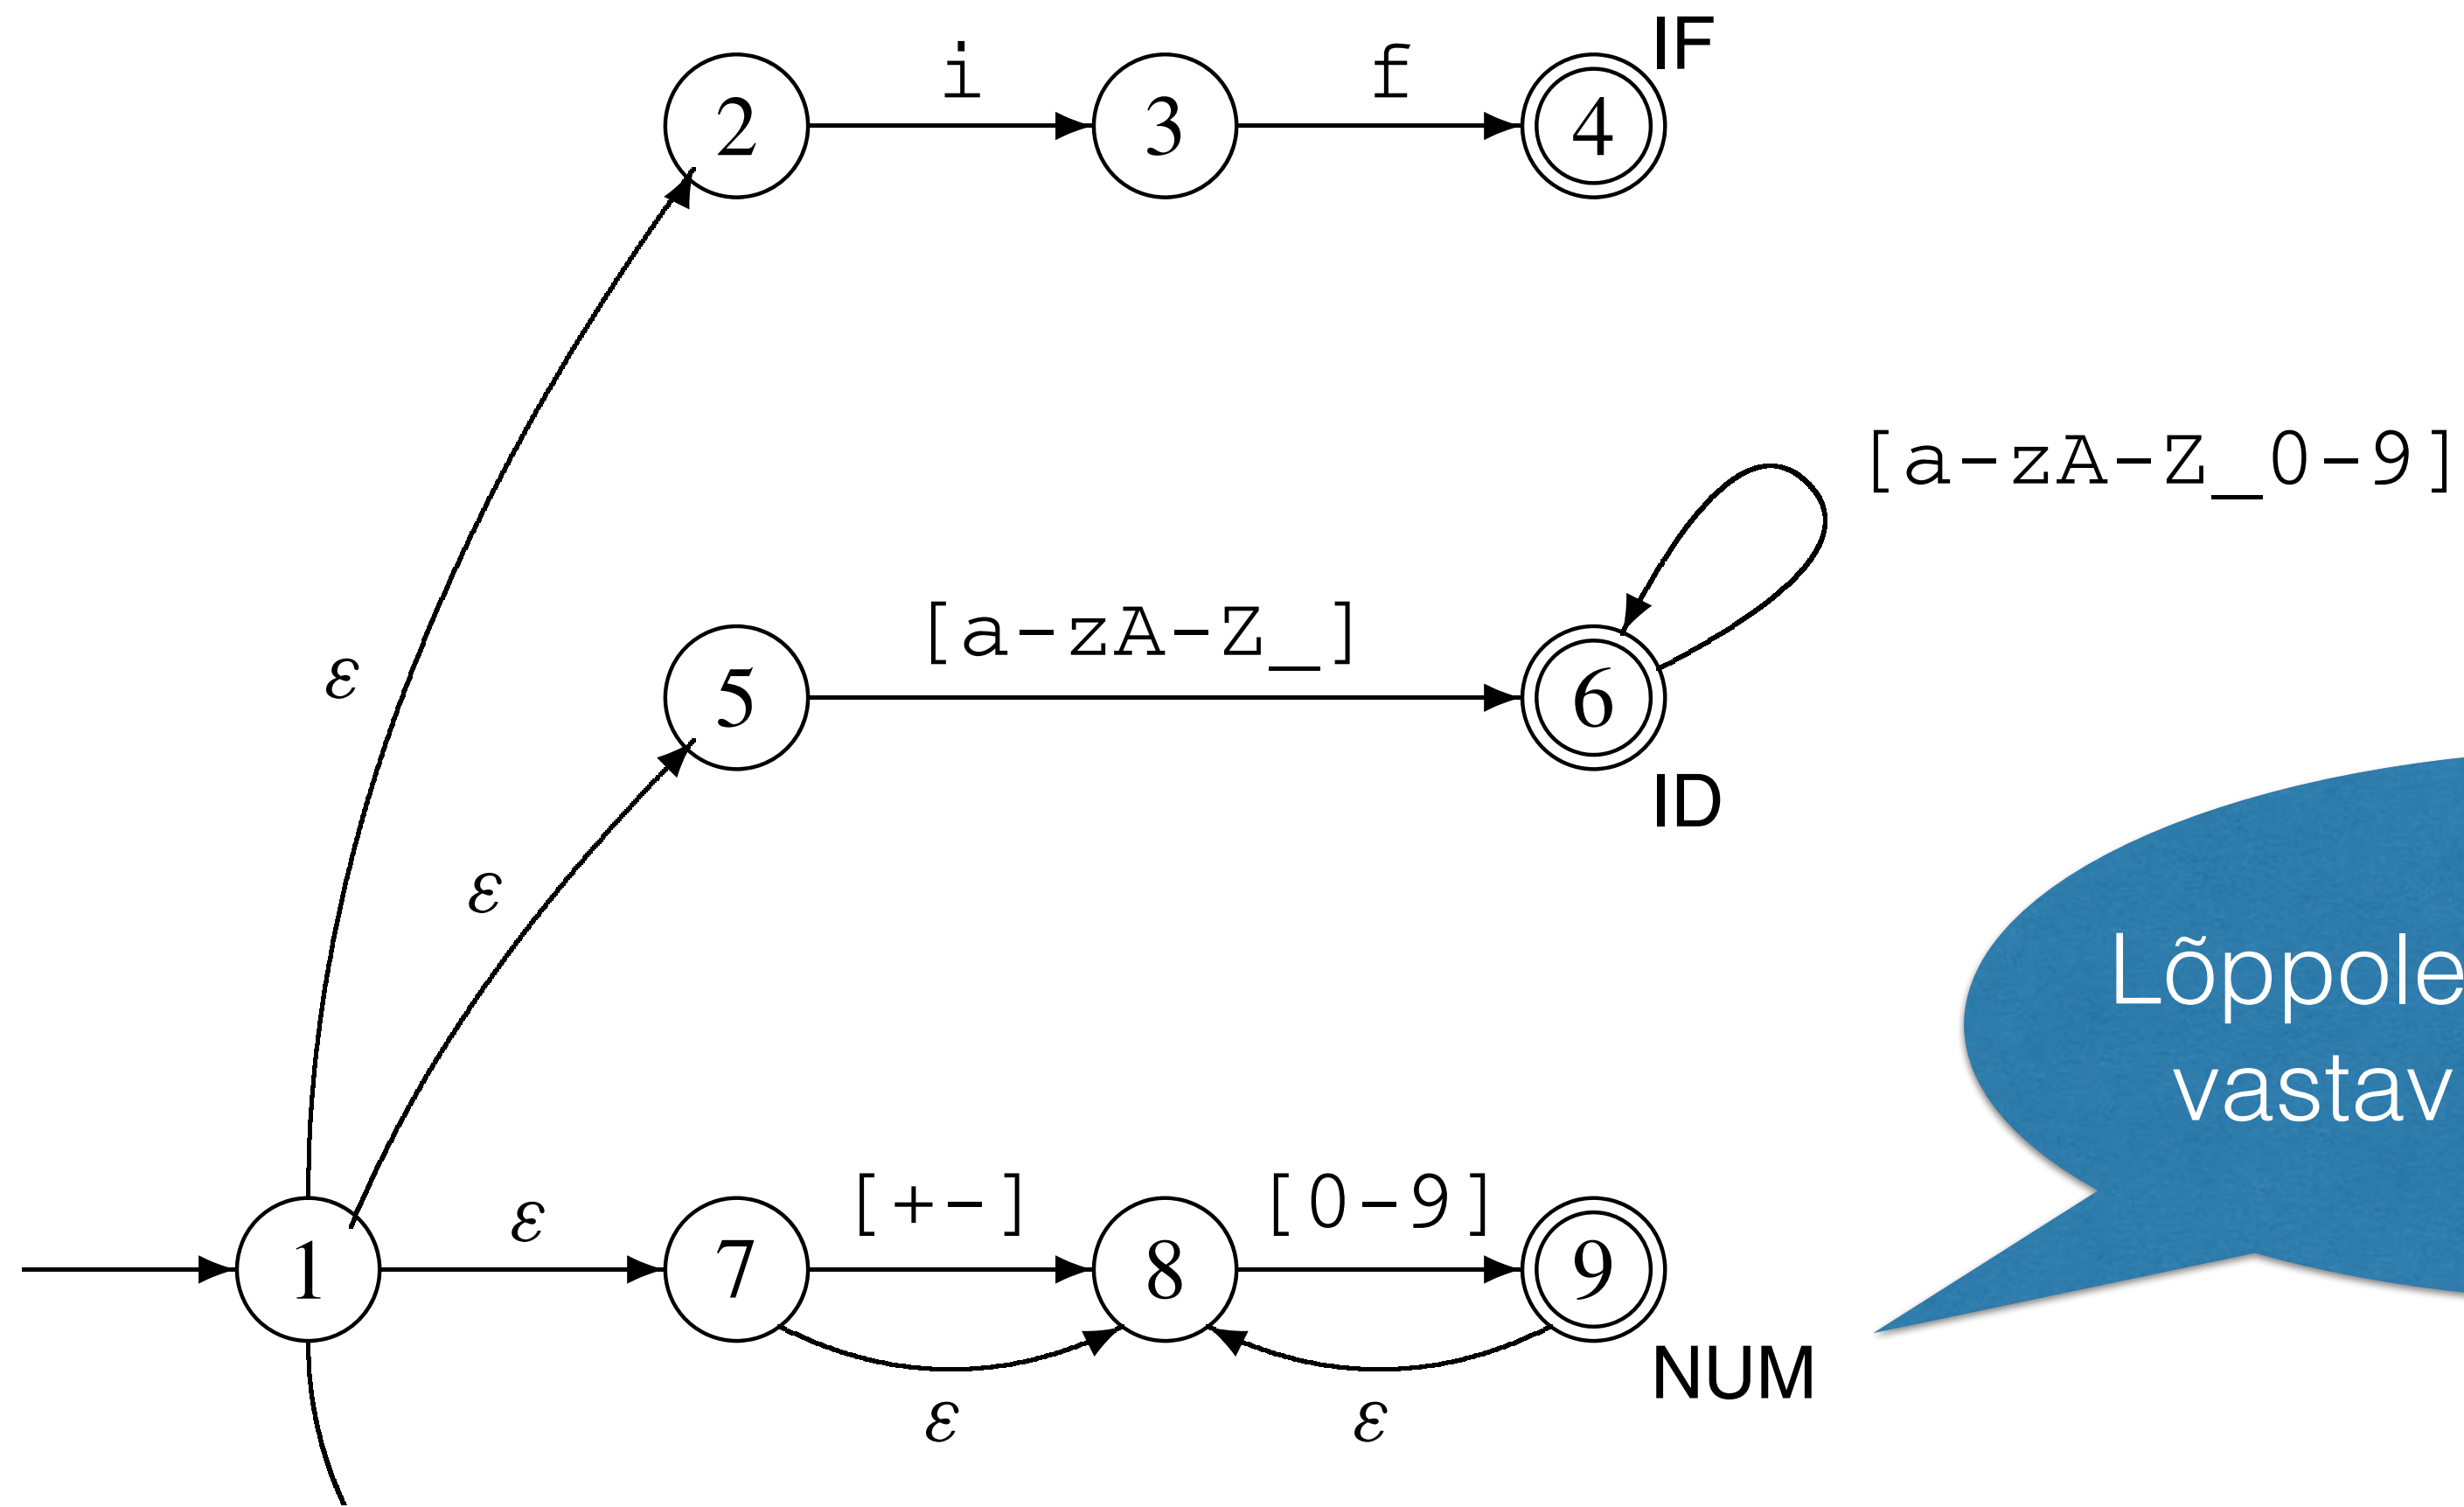 IF
i
f
2
3
4
[a-zA-Z_0-9]
[a-zA-Z_]
ε
5
6
ID
ε
Lõppole
vastav
[+-]
[0-9]
ε
1
7
8
9
NUM
ε
ε